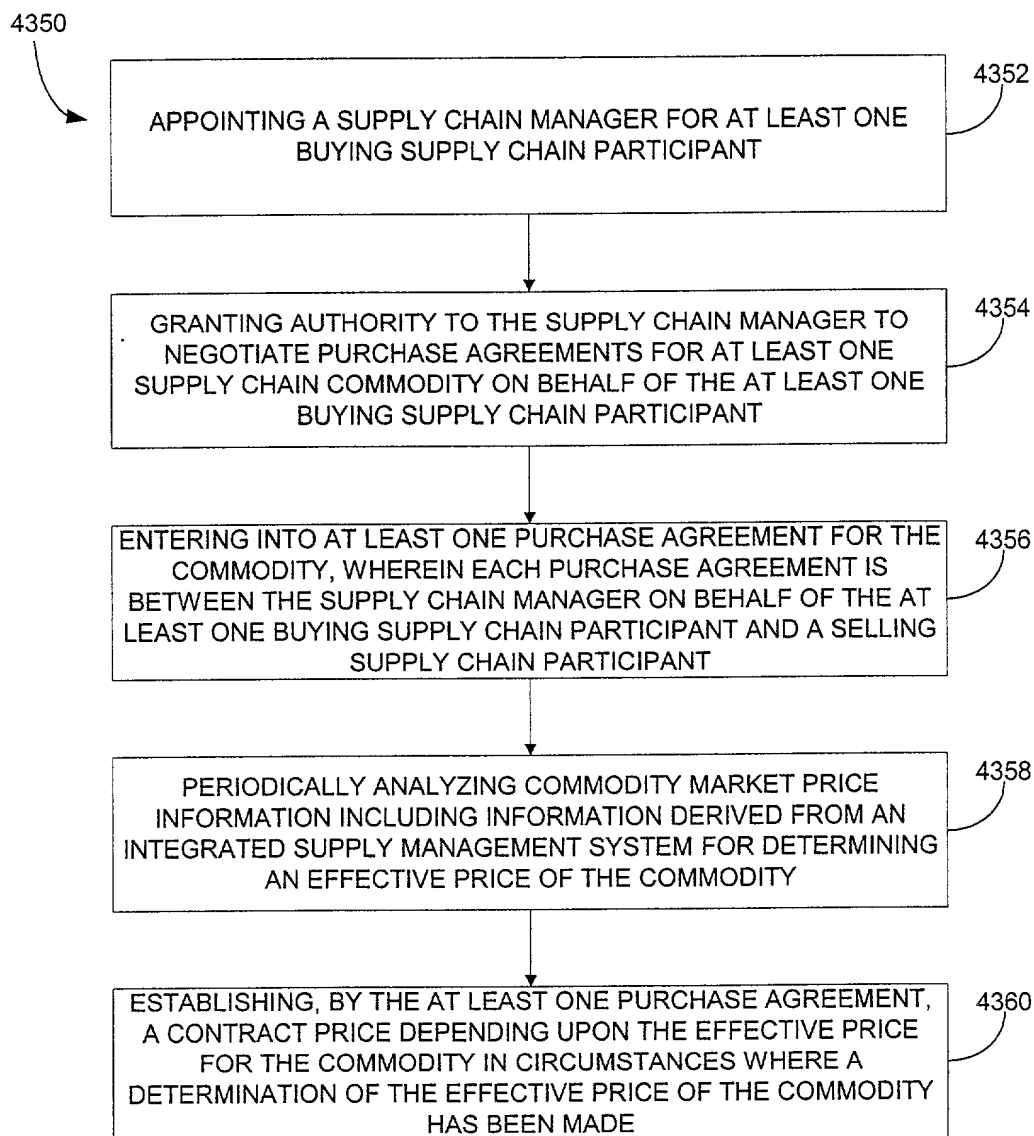 4350
4352
APPOINTING A SUPPLY CHAIN MANAGER FOR AT LEAST ONE
BUYING SUPPLY CHAIN PARTICIPANT
4354
GRANTING AUTHORITY TO THE SUPPLY CHAIN MANAGER TO
NEGOTIATE PURCHASE AGREEMENTS FOR AT LEAST ONE
SUPPLY CHAIN COMMODITY ON BEHALF OF THE AT LEAST ONE
BUYING SUPPLY CHAIN PARTICIPANT
4356
ENTERING INTO AT LEAST ONE PURCHASE AGREEMENT FOR THE
COMMODITY, WHEREIN EACH PURCHASE AGREEMENT IS
BETWEEN THE SUPPLY CHAIN MANAGER ON BEHALF OF THE AT
LEAST ONE BUYING SUPPLY CHAIN PARTICIPANT AND A SELLING
SUPPLY CHAIN PARTICIPANT
4358
PERIODICALLY ANALYZING COMMODITY MARKET PRICE
INFORMATION INCLUDING INFORMATION DERIVED FROM AN
INTEGRATED SUPPLY MANAGEMENT SYSTEM FOR DETERMINING
AN EFFECTIVE PRICE OF THE COMMODITY
4360
ESTABLISHING, BY THE AT LEAST ONE PURCHASE AGREEMENT,
A CONTRACT PRICE DEPENDING UPON THE EFFECTIVE PRICE
FOR THE COMMODITY IN CIRCUMSTANCES WHERE A
DETERMINATION OF THE EFFECTIVE PRICE OF THE COMMODITY
HAS BEEN MADE